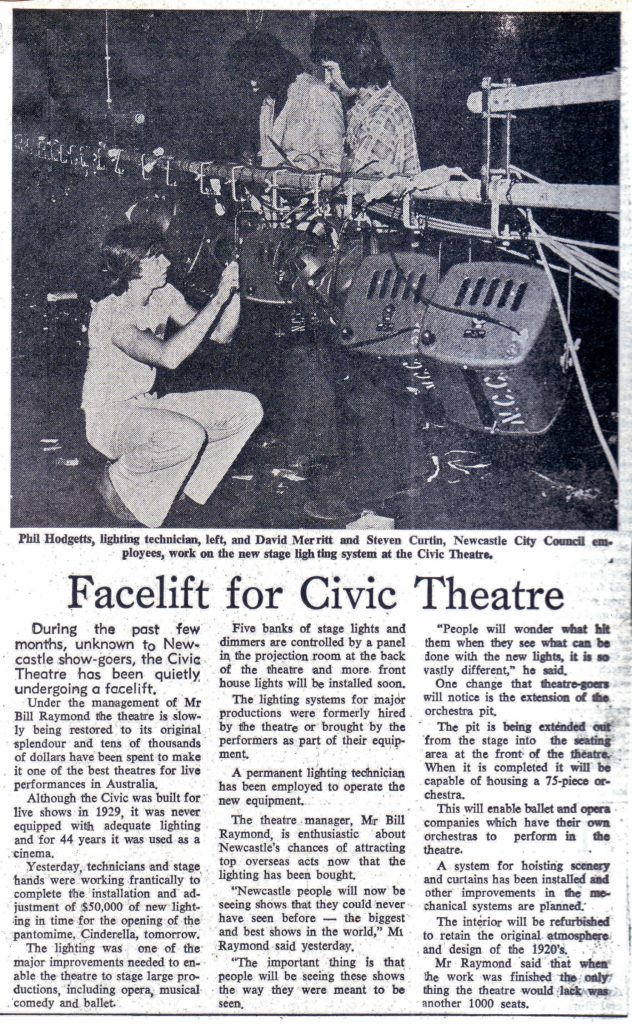 N.C.C.
N.C.C.
Phil Hodgetts, lighting technician, left, and David Merritt and Steven Curtin, Newcastle City Council em-
ployees, work on the new stage lighting system at the Civic Theatre.
Facelift for Civic Theatre
During the past few
months, unknown to New-
castle show-goers, the Civic
Theatre has been quietly
undergoing a facelift.
Under the management of Mr
Bill Raymond the theatre is slow-
ly being restored to its original
splendour and tens of thousands
of dollars have been spent to make
it one of the best theatres for live
performances in Australia.
Although the Civic was built for
live shows in 1929, it was never
equipped with adequate lighting
and for 44 years it was used as a
cinema.
Yesterday, technicians and stage
hands were working frantically to
complete the installation and ad-
justment of $50,000 of new light-
ing in time for the opening of the
pantomime, Cinderella, tomorrow.
The lighting was one of the
major improvements needed to en-
able the theatre to stage large pro-
ductions, including opera, musical
comedy and ballet.
Five banks of stage lights and
dimmers are controlled by a panel
in the projection room at the back
of the theatre and more front
house lights will be installed soon.
The lighting systems for major
productions were formerly hired
by the theatre or brought by the
performers as part of their equip-
ment.
A permanent lighting technician
has been employed to operate the
new equipment.
The theatre manager, Mr Bill
Raymond, is enthusiastic about
Newcastle's chances of attracting
top overseas acts now that the
lighting has been bought.
"Newcastle people will now be
seeing shows that they could never
have seen before — the biggest
and best shows in the world," Mr
Raymond said yesterday.
"The important thing is that
people will be seeing these shows
the way they were meant to be
seen.
"People will wonder what hit
them when they see what can be
done with the new lights, it is so
vastly different," he said.
One change that theatre-goers
will notice is the extension of the
orchestra pit.
The pit is being extended out
from the stage into the seating
area at the front of the theatre.
When it is completed it will be
capable of housing a 75-piece or-
chestra.
This will enable ballet and opera
companies which have their own
orchestras to perform in the
theatre.
A system for hoisting scenery
and curtains has been installed and
other improvements in the me-
chanical systems are planned.
The interior will be refurbished
to retain the original atmosphere
and design of the 1920's.
Mr Raymond said that when
the work was finished the only
thing the theatre would lack was
another 1000 seats.